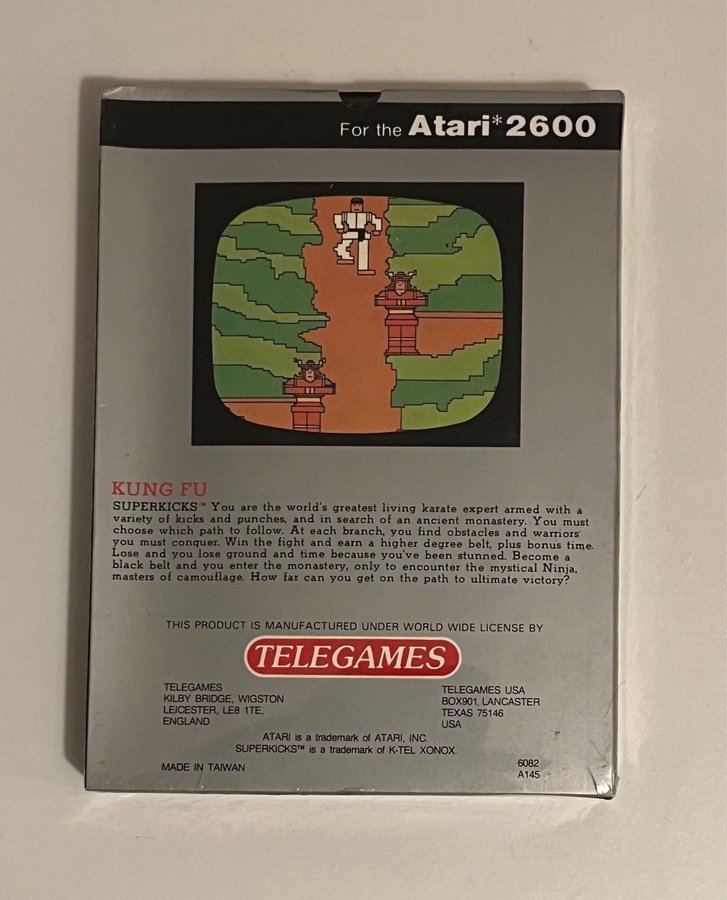 For the Atari* 2600
KUNG FU
SUPERKICKS™ You are the world's greatest living karate expert armed with a
variety of kicks and punches, and in search of an ancient monastery. You must
choose which path to follow. At each branch, you find obstacles and warriors
you must conquer. Win the fight and earn a higher degree belt, plus bonus time.
Lose and you lose ground and time because you've been stunned. Become a
black belt and you enter the monastery, only to encounter the mystical Ninja,
masters of camouflage. How far can you get on the path to ultimate victory?
THIS PRODUCT IS MANUFACTURED UNDER WORLD WIDE LICENSE BY
TELEGAMES
TELEGAMES
KILBY BRIDGE, WIGSTON
LEICESTER, LE8 1TE,
ENGLAND
TELEGAMES USA
BOX901, LANCASTER
TEXAS 75146
USA
ATARI is a trademark of ATARI, INC.
SUPERKICKS™ is a trademark of K-TEL XONOX.
MADE IN TAIWAN
6082
A145